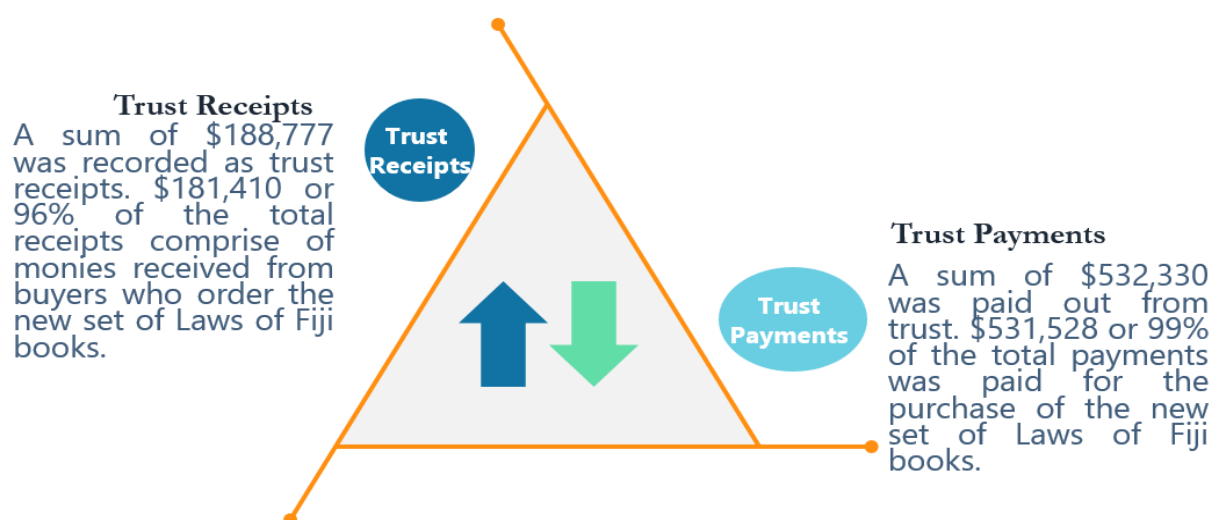 Trust Receipts
A sum of $188,777
was recorded as trust
receipts. $181,410 or
96% of the total
receipts comprise of
monies received from
buyers who order the
new set of Laws of Fiji
books.
Trust
Receipts
Trust
Payments
Trust Payments
A sum of $532,330
was paid out from
trust. $531,528 or 99%
of the total payments
was paid for the
purchase of the new
set of Laws of Fiji
books.